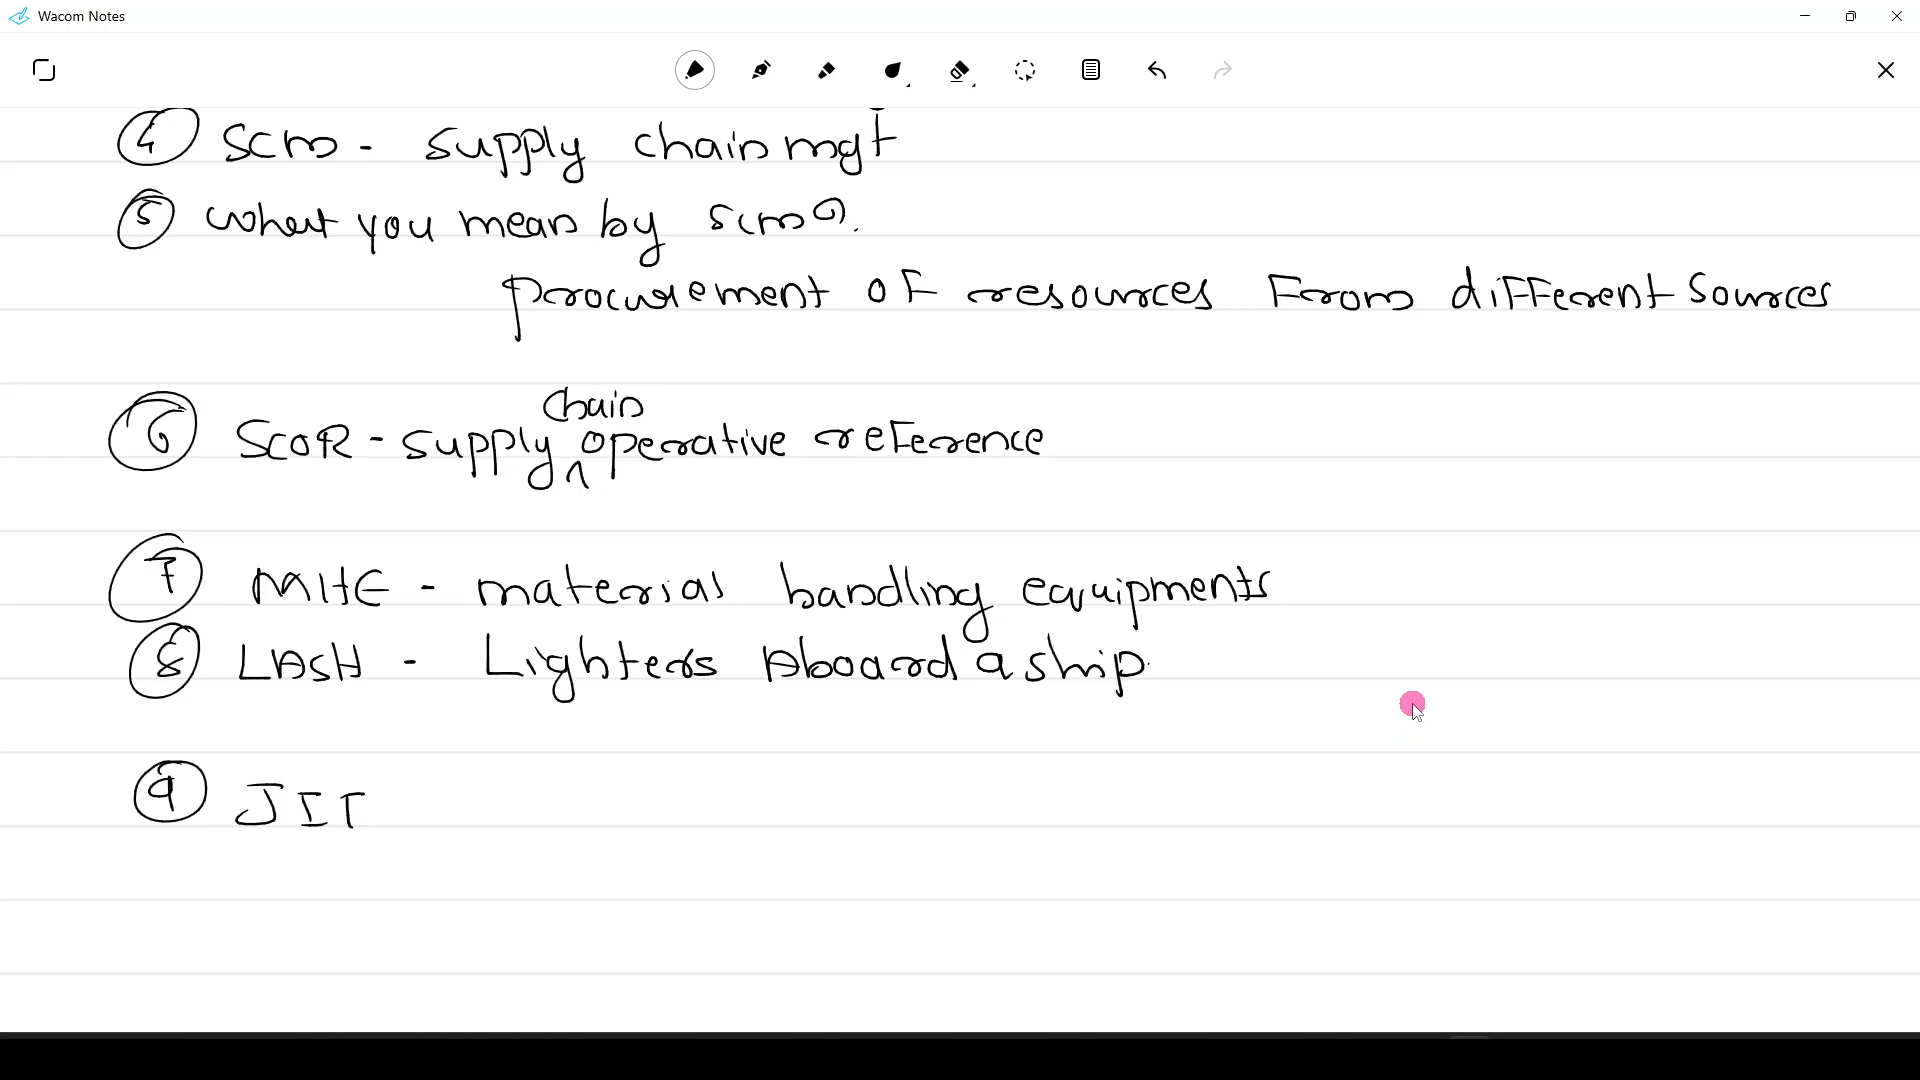 Wacom Notes
④ SCM - supply chain mgt
⑤ what you mean by SCM?
procurement of resources From different sources
chain
⑥ SCOR - supply ^ operative reference
⑦ MHE - material handling equipments
⑧ LASH - Lighters Aboard a ship.
⑨ JIT